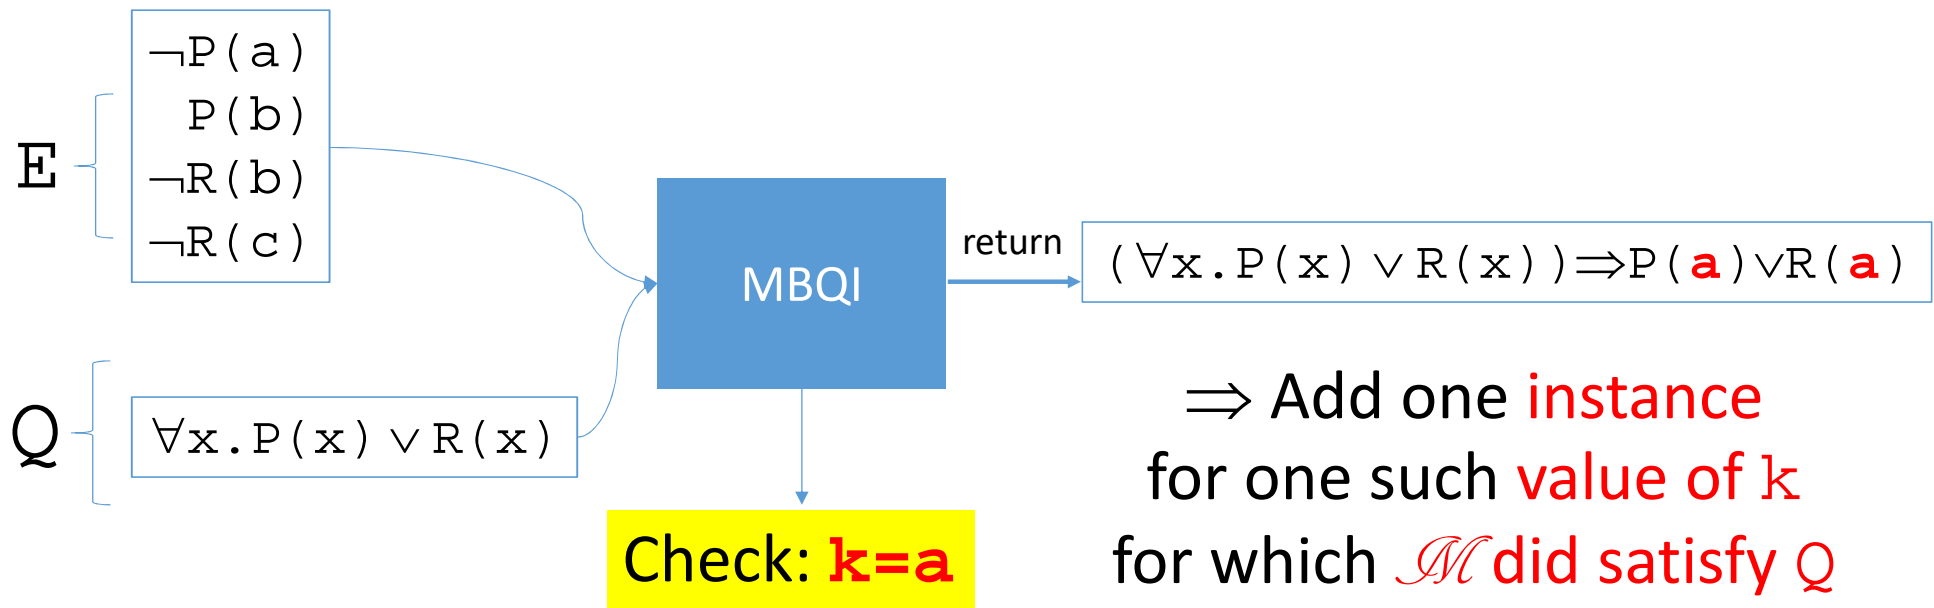 ¬P(a)
P(b)
¬R(b)
¬R(c)
E
Q
∀x.P(x)∨R(x)
MBQI
return
(∀x.P(x)∨R(x))⇒P(a)∨R(a)
Check: k=a
⇒ Add one instance
for one such value of k
for which ℳ did satisfy Q